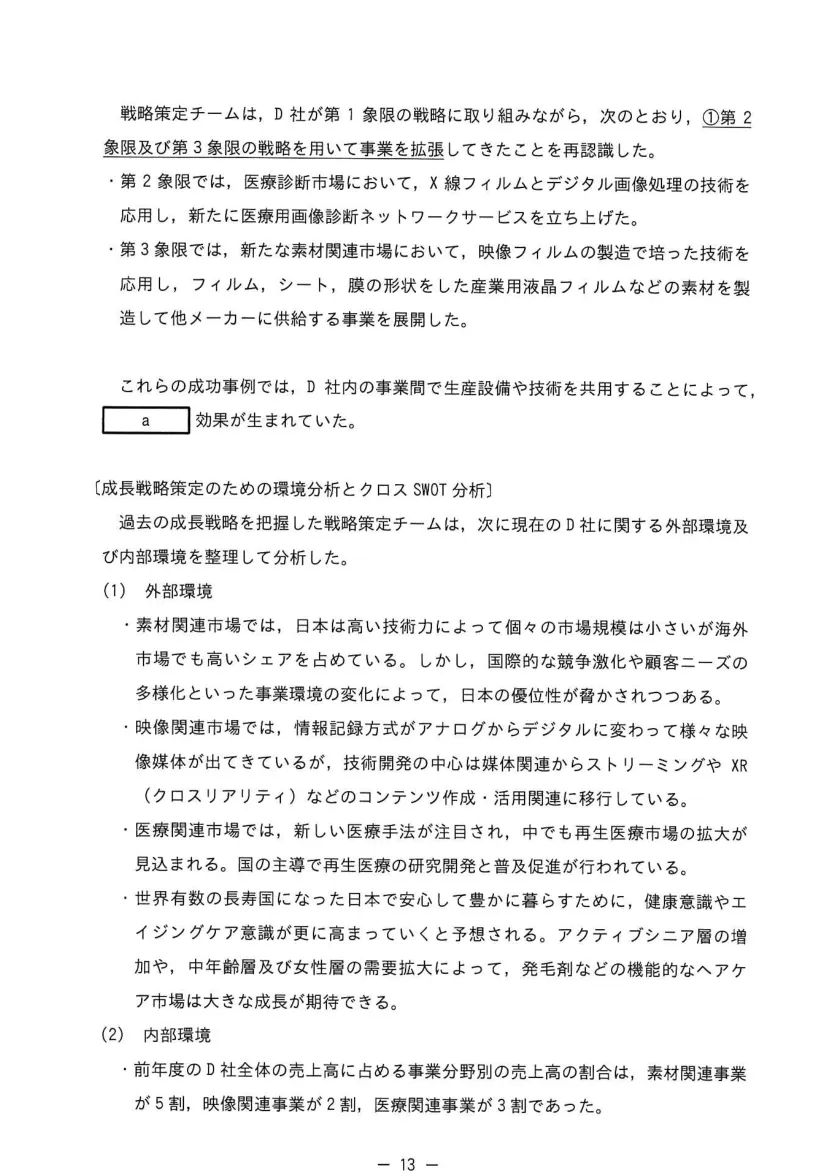 戦略策定チームは，D 社が第 1 象限の戦略に取り組みながら，次のとおり，①第 2
象限及び第 3 象限の戦略を用いて事業を拡張してきたことを再認識した。
・第 2 象限では，医療診断市場において，X 線フィルムとデジタル画像処理の技術を
応用し，新たに医療用画像診断ネットワークサービスを立ち上げた。
・第 3 象限では，新たな素材関連市場において，映像フィルムの製造で培った技術を
応用し，フィルム，シート，膜の形状をした産業用液晶フィルムなどの素材を製
造して他メーカーに供給する事業を展開した。
これらの成功事例では，D 社内の事業間で生産設備や技術を共用することによって，
a 効果が生まれていた。
〔成長戦略策定のための環境分析とクロス SWOT 分析〕
過去の成長戦略を把握した戦略策定チームは，次に現在の D 社に関する外部環境及
び内部環境を整理して分析した。
(1) 外部環境
・素材関連市場では，日本は高い技術力によって個々の市場規模は小さいが海外
市場でも高いシェアを占めている。しかし，国際的な競争激化や顧客ニーズの
多様化といった事業環境の変化によって，日本の優位性が脅かされつつある。
・映像関連市場では，情報記録方式がアナログからデジタルに変わって様々な映
像媒体が出てきているが，技術開発の中心は媒体関連からストリーミングや XR
（クロスリアリティ）などのコンテンツ作成・活用関連に移行している。
・医療関連市場では，新しい医療手法が注目され，中でも再生医療市場の拡大が
見込まれる。国の主導で再生医療の研究開発と普及促進が行われている。
・世界有数の長寿国になった日本で安心して豊かに暮らすために，健康意識やエ
イジングケア意識が更に高まっていくと予想される。アクティブシニア層の増
加や，中年齢層及び女性層の需要拡大によって，発毛剤などの機能的なヘアケ
ア市場は大きな成長が期待できる。
(2) 内部環境
・前年度の D 社全体の売上高に占める事業分野別の売上高の割合は，素材関連事業
が 5 割，映像関連事業が 2 割，医療関連事業が 3 割であった。
― 13 ―